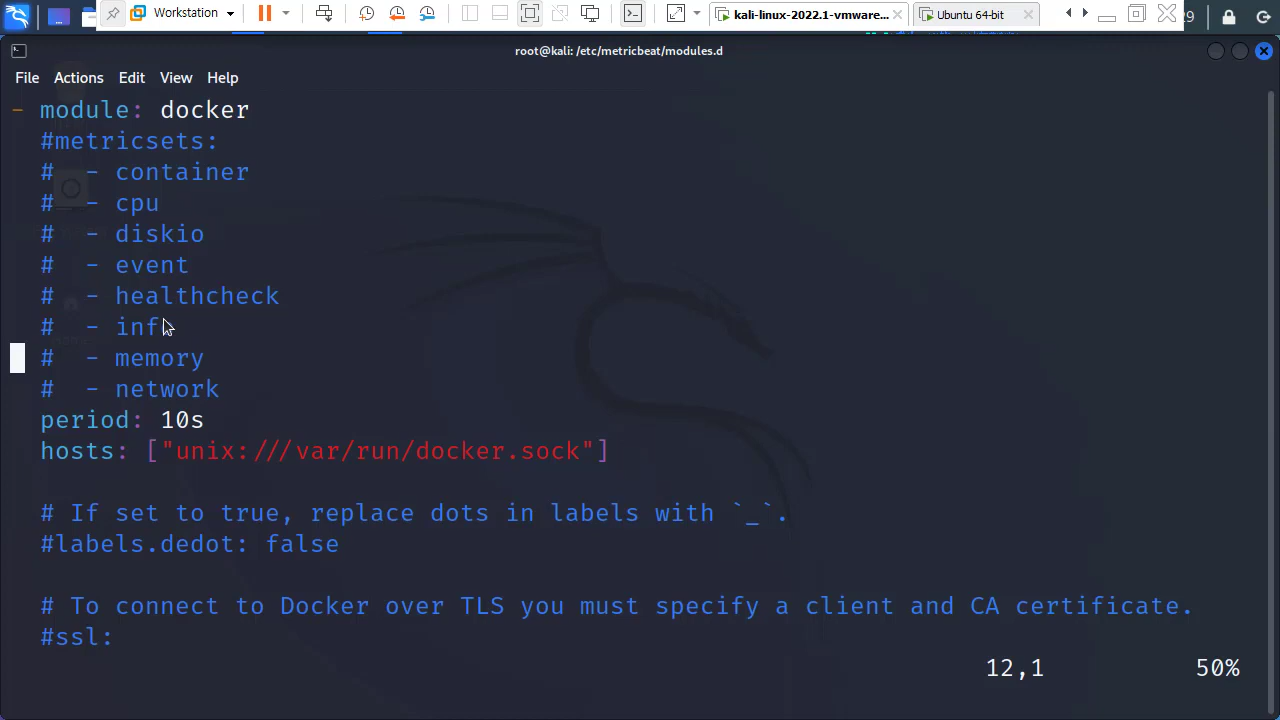 Workstation
kali-linux-2022.1-vmware...
Ubuntu 64-bit
29
root@kali: /etc/metricbeat/modules.d
File Actions Edit View Help
- module: docker
#metricsets:
# - container
# - cpu
# - diskio
# - event
# - healthcheck
# - info
# - memory
# - network
period: 10s
hosts: ["unix:///var/run/docker.sock"]
# If set to true, replace dots in labels with `_`.
#labels.dedot: false
# To connect to Docker over TLS you must specify a client and CA certificate.
#ssl:
12,1 50%